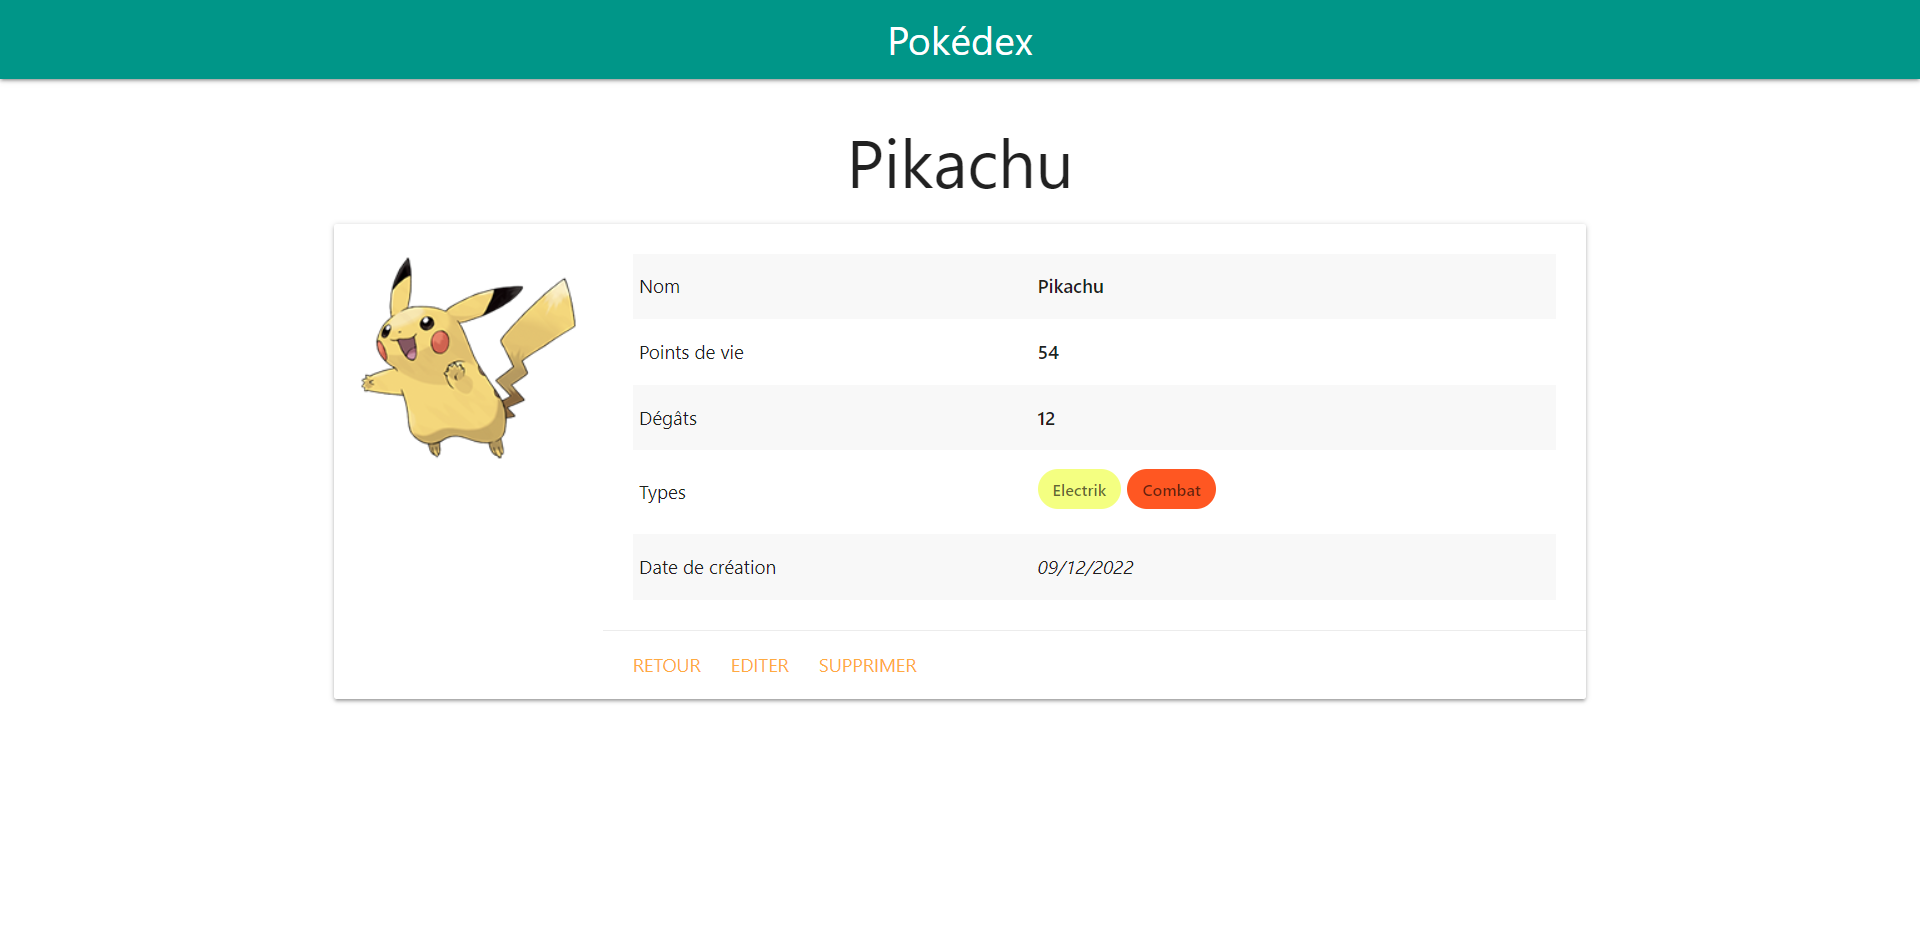 Pokédex
Pikachu
Nom Pikachu
Points de vie 54
Dégâts 12
Types Electrik Combat
Date de création 09/12/2022
RETOUR EDITER SUPPRIMER